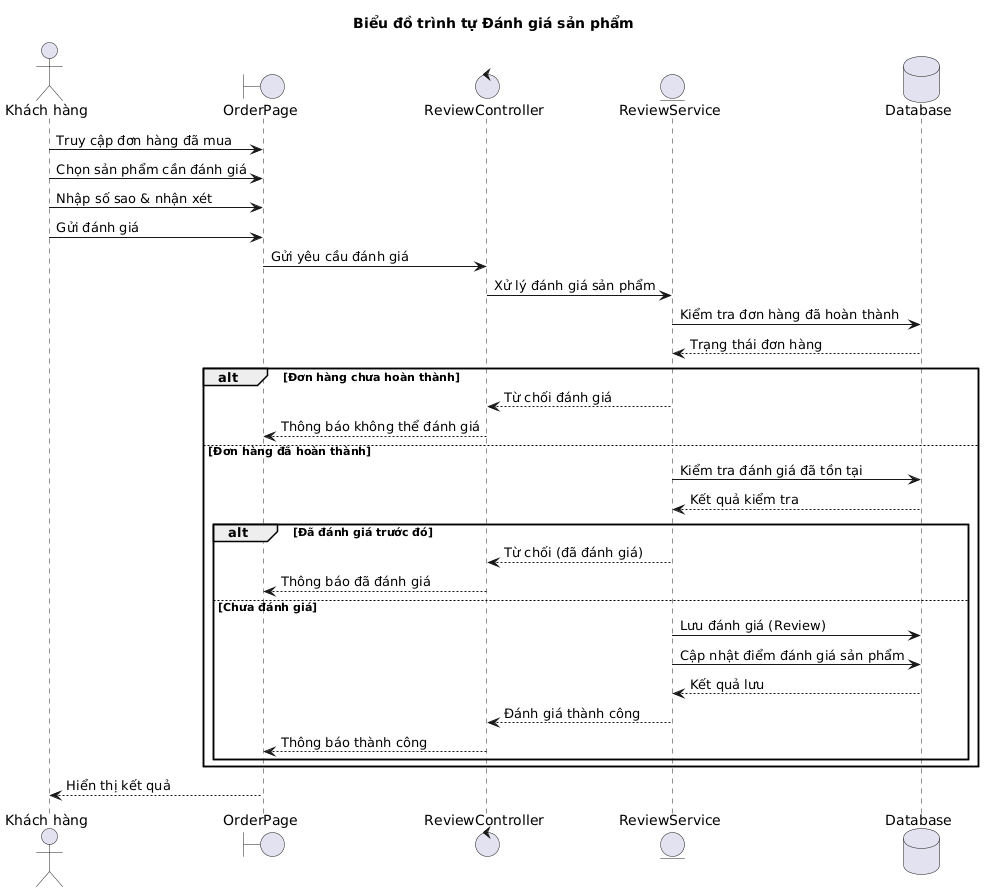 Biểu đồ trình tự Đánh giá sản phẩm
Khách hàng
OrderPage
ReviewController
ReviewService
Database
Truy cập đơn hàng đã mua
Chọn sản phẩm cần đánh giá
Nhập số sao & nhận xét
Gửi đánh giá
Gửi yêu cầu đánh giá
Xử lý đánh giá sản phẩm
Kiểm tra đơn hàng đã hoàn thành
Trạng thái đơn hàng
alt
[Đơn hàng chưa hoàn thành]
Từ chối đánh giá
Thông báo không thể đánh giá
[Đơn hàng đã hoàn thành]
Kiểm tra đánh giá đã tồn tại
Kết quả kiểm tra
alt
[Đã đánh giá trước đó]
Từ chối (đã đánh giá)
Thông báo đã đánh giá
[Chưa đánh giá]
Lưu đánh giá (Review)
Cập nhật điểm đánh giá sản phẩm
Kết quả lưu
Đánh giá thành công
Thông báo thành công
Hiển thị kết quả
Khách hàng
OrderPage
ReviewController
ReviewService
Database